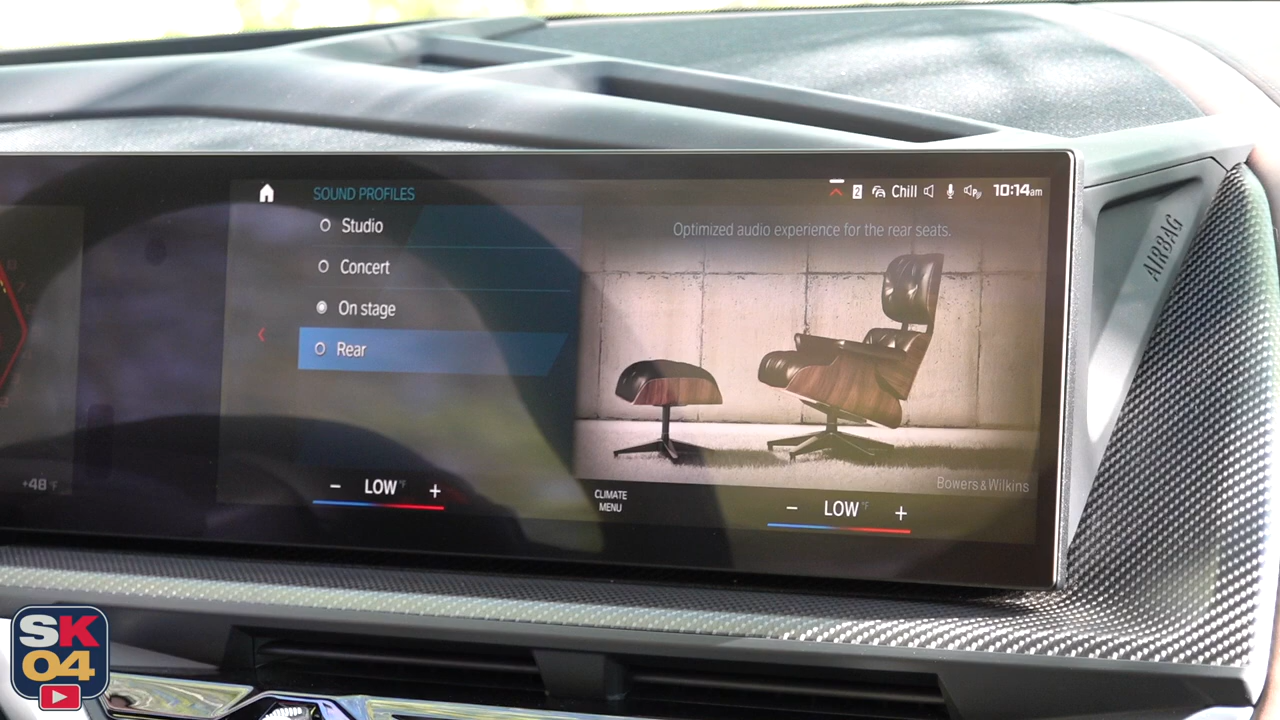 SOUND PROFILES
2 Chill 10:14am
Studio
Concert
On stage
Rear
Optimized audio experience for the rear seats.
Bowers & Wilkins
+48°F
− LOW°F +
CLIMATE
MENU
− LOW°F +
AIRBAG
SK
04